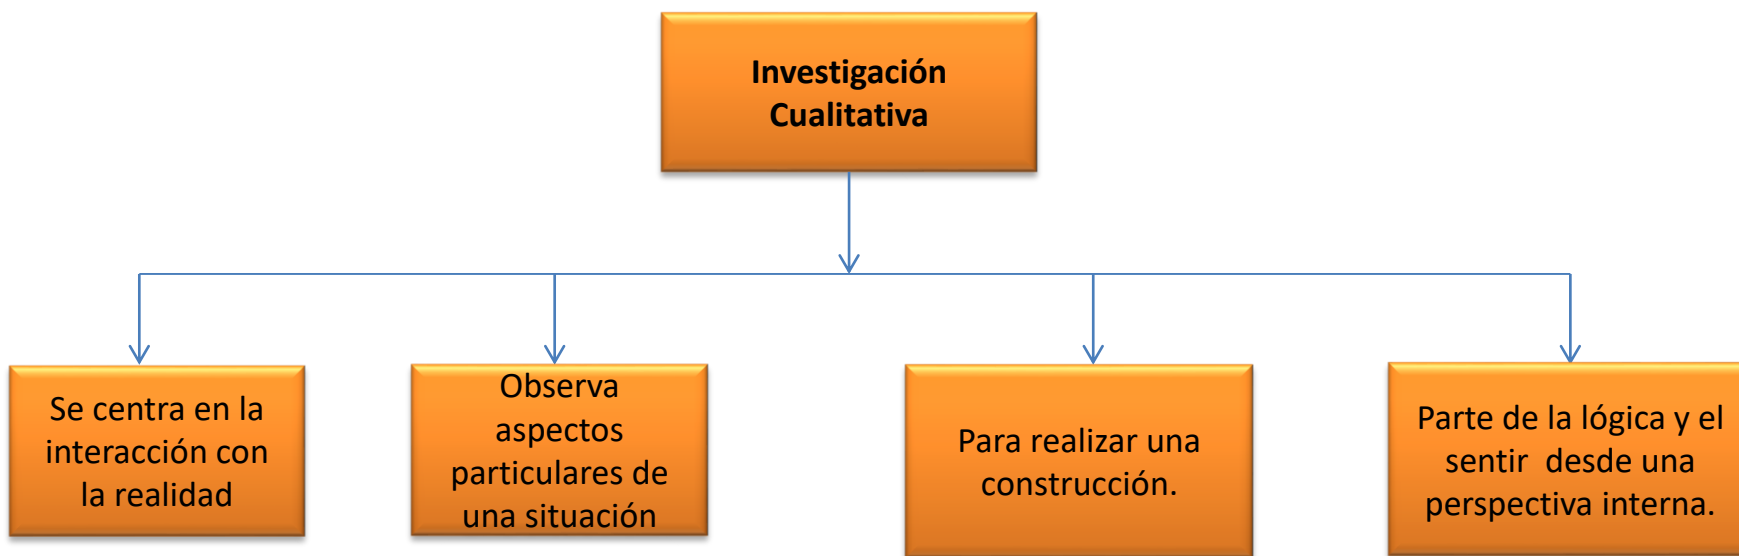 Investigación
Cualitativa
Se centra en la
interacción con
la realidad
Observa
aspectos
particulares de
una situación
Para realizar una
construcción.
Parte de la lógica y el
sentir desde una
perspectiva interna.